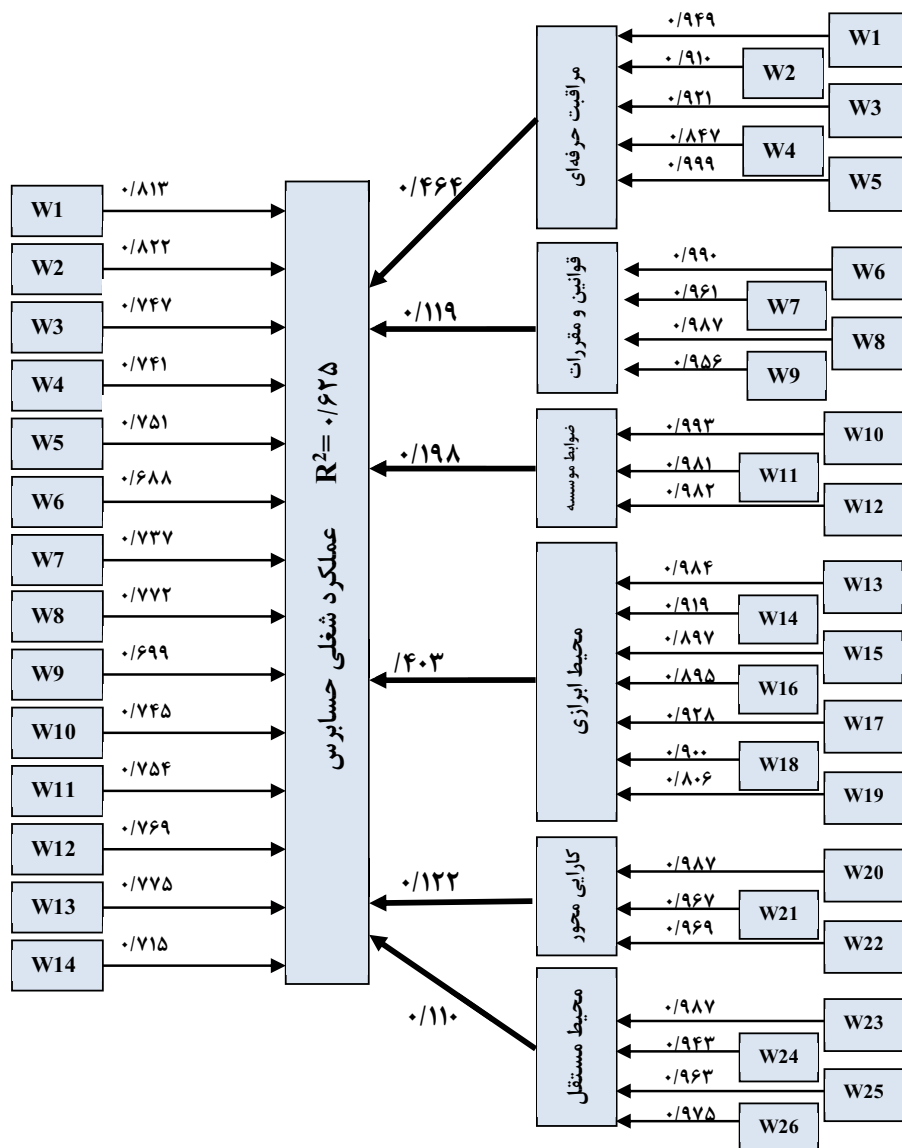 ۰/۹۴۹
W1
۰/۹۱۰
W2
۰/۹۲۱
W3
۰/۸۴۷
W4
۰/۹۹۹
W5
مراقبت حرفه‌ای
۰/۴۶۴
۰/۹۹۰
W6
۰/۹۶۱
W7
۰/۹۸۷
W8
۰/۹۵۶
W9
قوانین و مقررات
۰/۱۱۹
۰/۹۹۳
W10
۰/۹۸۱
W11
۰/۹۸۲
W12
ضوابط موسسه
۰/۱۹۸
۰/۹۸۴
W13
۰/۹۱۹
W14
۰/۸۹۷
W15
۰/۸۹۵
W16
۰/۹۲۸
W17
۰/۹۰۰
W18
۰/۸۰۶
W19
محیط ابرازی
/۴۰۳
۰/۹۸۷
W20
۰/۹۶۷
W21
۰/۹۶۹
W22
کارایی محور
۰/۱۲۲
۰/۹۸۷
W23
۰/۹۴۳
W24
۰/۹۶۳
W25
۰/۹۷۵
W26
محیط مستقل
۰/۱۱۰
عملکرد شغلی حسابرس R²= ۰/۶۲۵
W1
۰/۸۱۳
W2
۰/۸۲۲
W3
۰/۷۴۷
W4
۰/۷۴۱
W5
۰/۷۵۱
W6
۰/۶۸۸
W7
۰/۷۳۷
W8
۰/۷۷۲
W9
۰/۶۹۹
W10
۰/۷۴۵
W11
۰/۷۵۴
W12
۰/۷۶۹
W13
۰/۷۷۵
W14
۰/۷۱۵